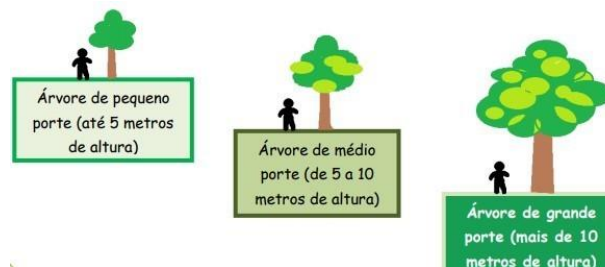 Árvore de pequeno
porte (até 5 metros
de altura)
Árvore de médio
porte (de 5 a 10
metros de altura)
Árvore de grande
porte (mais de 10
metros de altura)